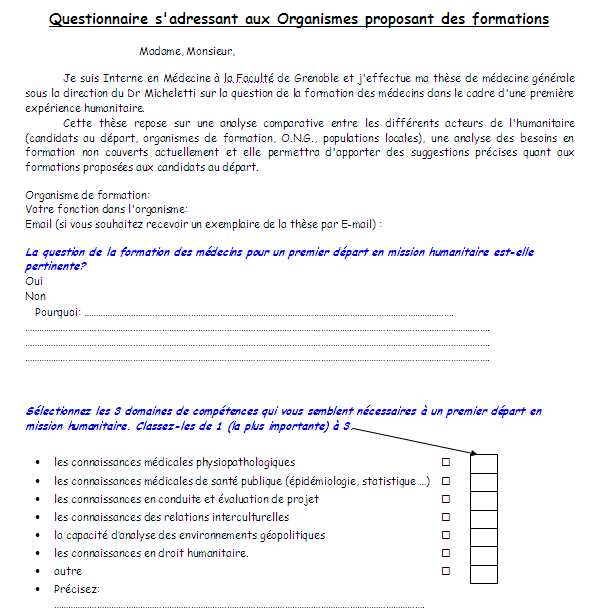 Questionnaire s'adressant aux Organismes proposant des formations
Madame, Monsieur,
Je suis Interne en Médecine à la Faculté de Grenoble et j'effectue ma thèse de médecine générale
sous la direction du Dr Micheletti sur la question de la formation des médecins dans le cadre d'une première
expérience humanitaire.
Cette thèse repose sur une analyse comparative entre les différents acteurs de l'humanitaire
(candidats au départ, organismes de formation, O.N.G., populations locales), une analyse des besoins en
formation non couverts actuellement et elle permettra d'apporter des suggestions précises quant aux
formations proposées aux candidats au départ.
Organisme de formation:
Votre fonction dans l'organisme:
Email (si vous souhaitez recevoir un exemplaire de la thèse par E-mail) :
La question de la formation des médecins pour un premier départ en mission humanitaire est-elle
pertinente?
Oui
Non
Pourquoi: ..........
Sélectionnez les 3 domaines de compétences qui vous semblent nécessaires à un premier départ en
mission humanitaire. Classez-les de 1 (la plus importante) à 3.
• les connaissances médicales physiopathologiques □
• les connaissances médicales de santé publique (épidémiologie, statistique ...) □
• les connaissances en conduite et évaluation de projet □
• les connaissances des relations interculturelles □
• la capacité d'analyse des environnements géopolitiques □
• les connaissances en droit humanitaire. □
• autre □
• Précisez: